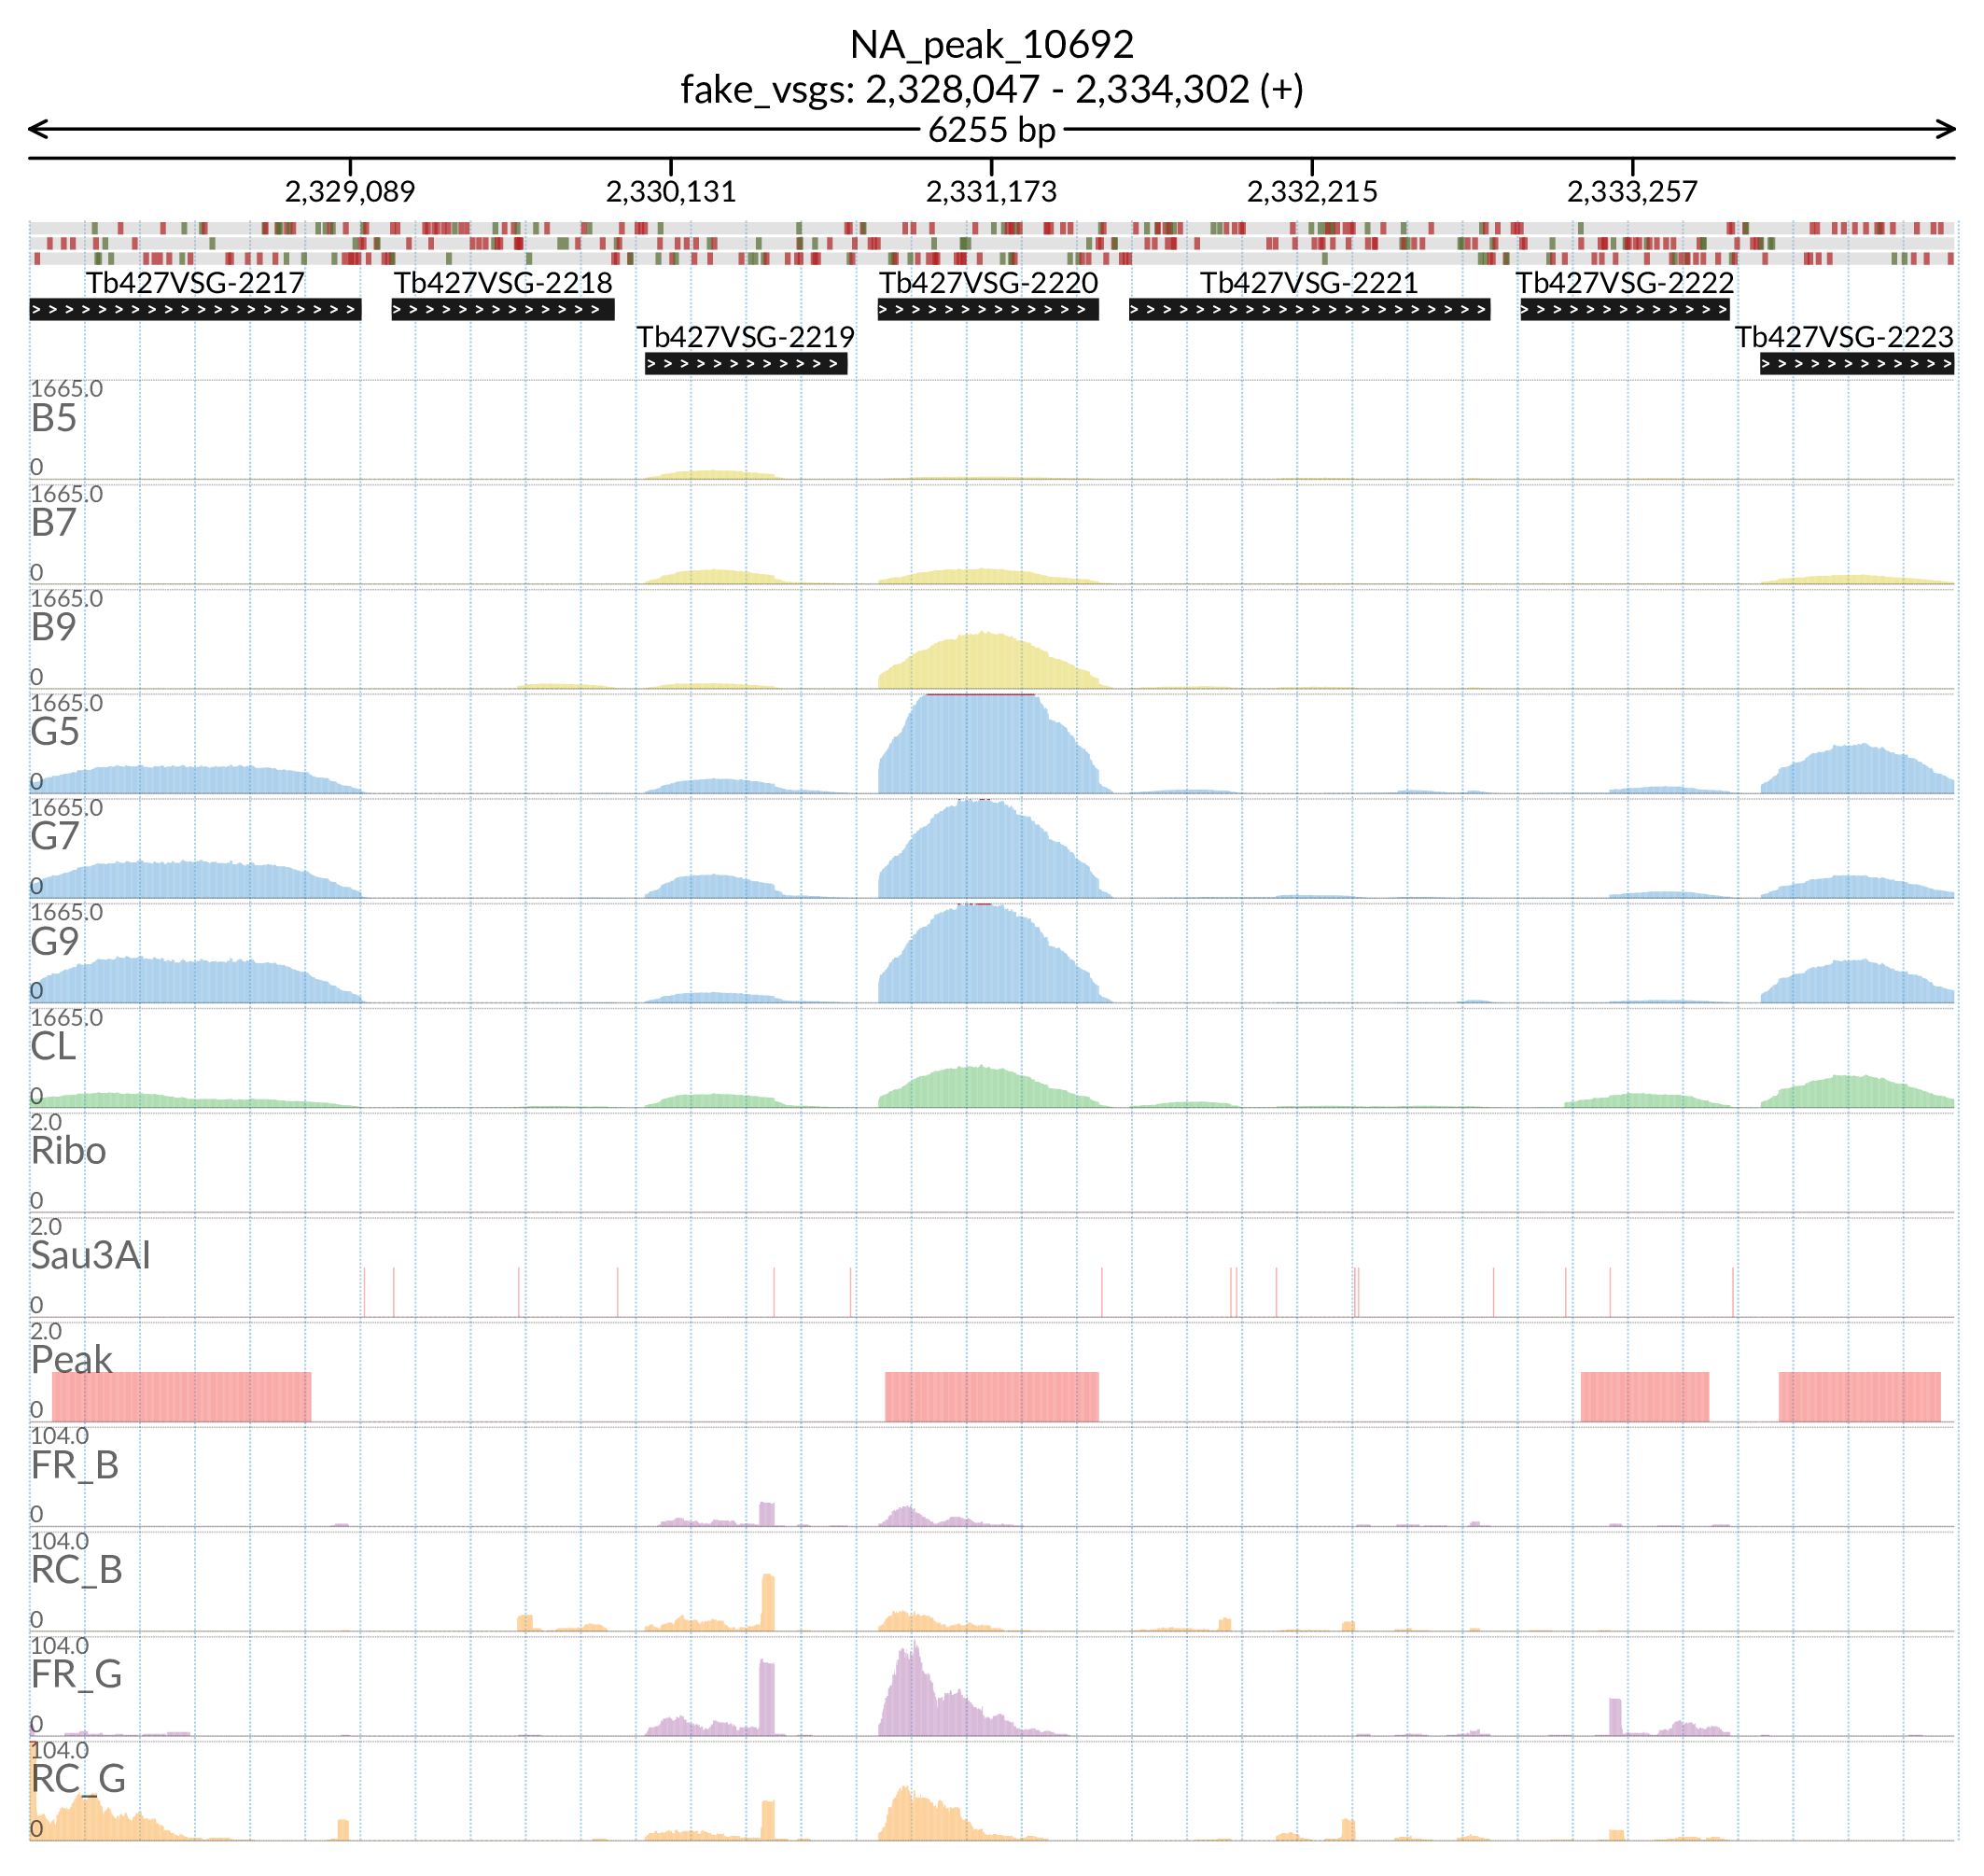 NA_peak_10692
fake_vsgs: 2,328,047 - 2,334,302 (+)
6255 bp
2,329,089 2,330,131 2,331,173 2,332,215 2,333,257
Tb427VSG-2217 Tb427VSG-2218 Tb427VSG-2220 Tb427VSG-2221 Tb427VSG-2222
Tb427VSG-2219 Tb427VSG-2223
1665.0
B5
0
1665.0
B7
0
1665.0
B9
0
1665.0
G5
0
1665.0
G7
0
1665.0
G9
0
1665.0
CL
0
2.0
Ribo
0
2.0
Sau3AI
0
2.0
Peak
0
104.0
FR_B
0
104.0
RC_B
0
104.0
FR_G
0
104.0
RC_G
0